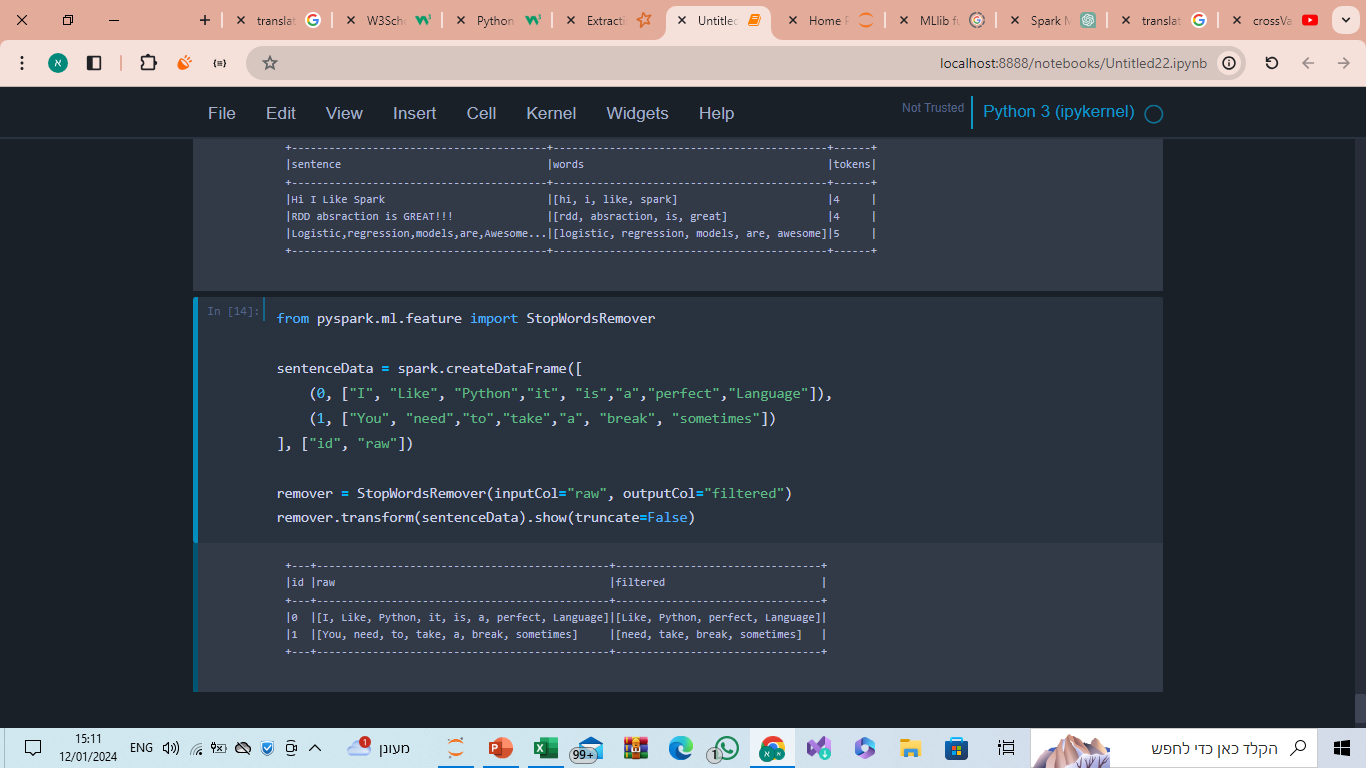 translat
W3Sch
Python
Extracti
Untitled
Home P
MLlib fu
Spark M
translat
crossVa
localhost:8888/notebooks/Untitled22.ipynb
File Edit View Insert Cell Kernel Widgets Help
Not Trusted
Python 3 (ipykernel)
+----------------------------------------+-------------------------------------------+------+
|sentence |words |tokens|
+----------------------------------------+-------------------------------------------+------+
|Hi I Like Spark |[hi, i, like, spark] |4 |
|RDD absraction is GREAT!!! |[rdd, absraction, is, great] |4 |
|Logistic,regression,models,are,Awesome...|[logistic, regression, models, are, awesome]|5 |
+----------------------------------------+-------------------------------------------+------+
In [14]:
from pyspark.ml.feature import StopWordsRemover
sentenceData = spark.createDataFrame([
(0, ["I", "Like", "Python","it", "is","a","perfect","Language"]),
(1, ["You", "need","to","take","a", "break", "sometimes"])
], ["id", "raw"])
remover = StopWordsRemover(inputCol="raw", outputCol="filtered")
remover.transform(sentenceData).show(truncate=False)
+---+----------------------------------------------+---------------------------------+
|id |raw |filtered |
+---+----------------------------------------------+---------------------------------+
|0 |[I, Like, Python, it, is, a, perfect, Language]|[Like, Python, perfect, Language]|
|1 |[You, need, to, take, a, break, sometimes] |[need, take, break, sometimes] |
+---+----------------------------------------------+---------------------------------+
15:11
12/01/2024
ENG
1
מעונן
99+
1
הקלד כאן כדי לחפש